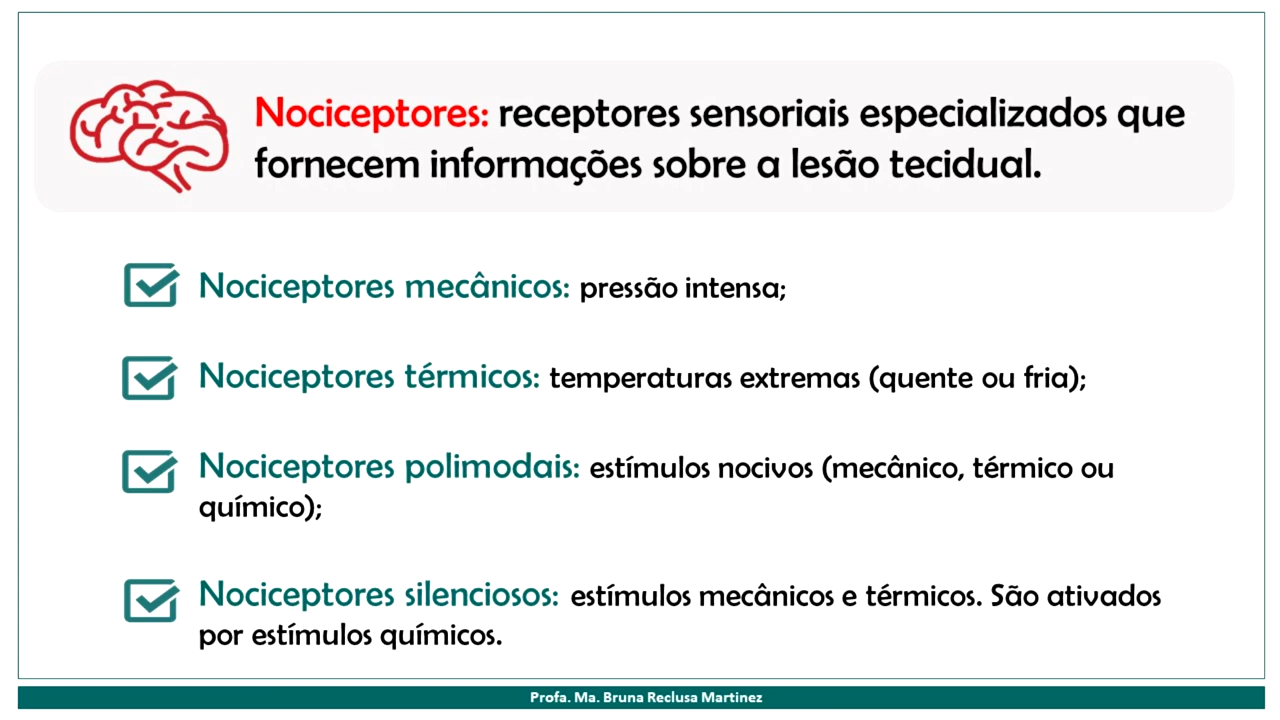 Nociceptores: receptores sensoriais especializados que
fornecem informações sobre a lesão tecidual.
Nociceptores mecânicos: pressão intensa;
Nociceptores térmicos: temperaturas extremas (quente ou fria);
Nociceptores polimodais: estímulos nocivos (mecânico, térmico ou
químico);
Nociceptores silenciosos: estímulos mecânicos e térmicos. São ativados
por estímulos químicos.
Profa. Ma. Bruna Reclusa Martinez